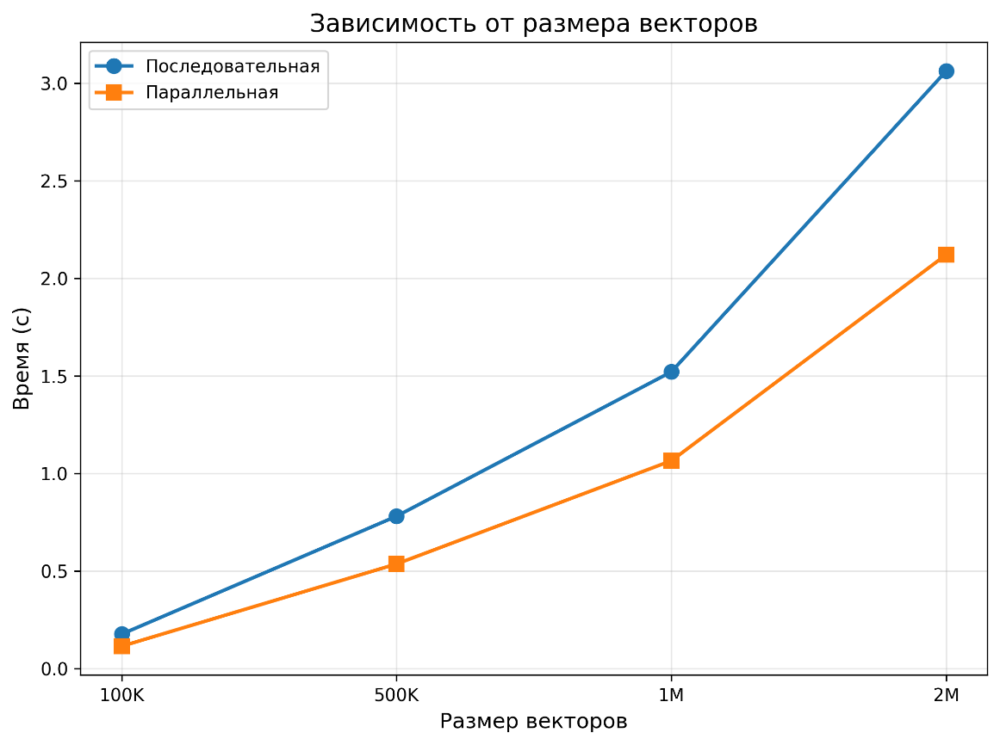 Зависимость от размера векторов
Последовательная
Параллельная
3.0
2.5
2.0
1.5
1.0
0.5
0.0
Время (с)
100K
500K
1M
2M
Размер векторов